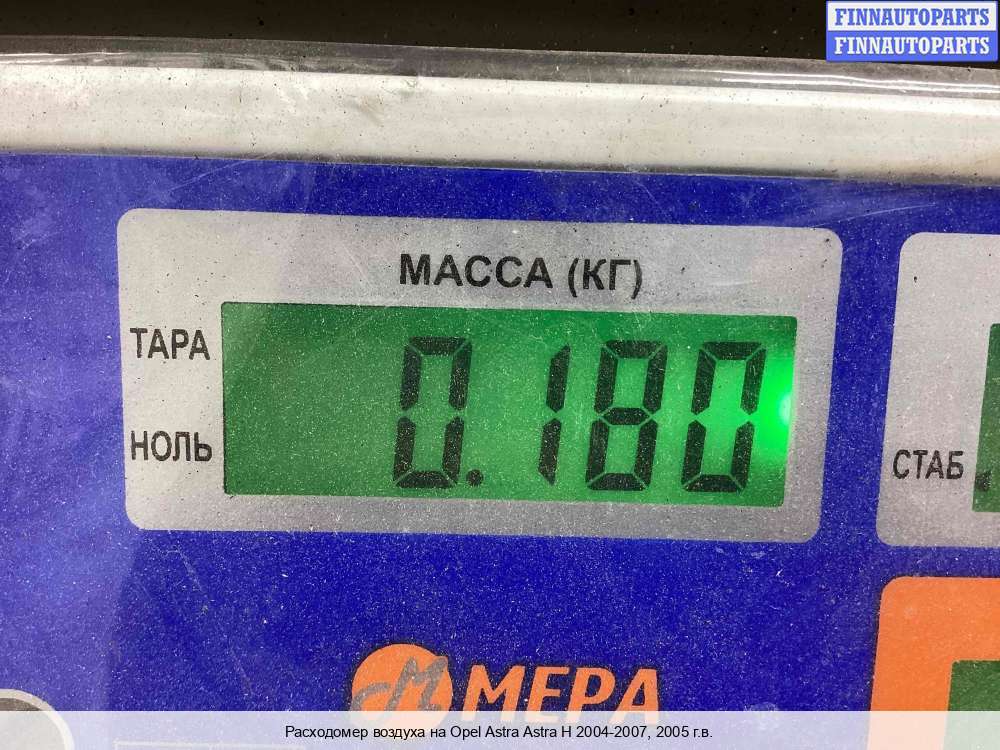 FINNAUTOPARTS
FINNAUTOPARTS
МАССА (КГ)
ТАРА
0.180
НОЛЬ
СТАБ
М МЕРА
Расходомер воздуха на Opel Astra Astra H 2004-2007, 2005 г.в.